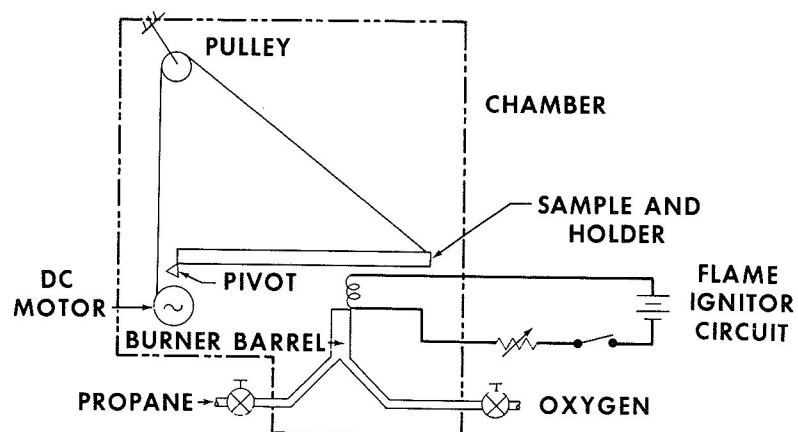 PULLEY
CHAMBER
SAMPLE AND
HOLDER
DC
MOTOR
PIVOT
FLAME
IGNITOR
CIRCUIT
BURNER BARREL
PROPANE
OXYGEN